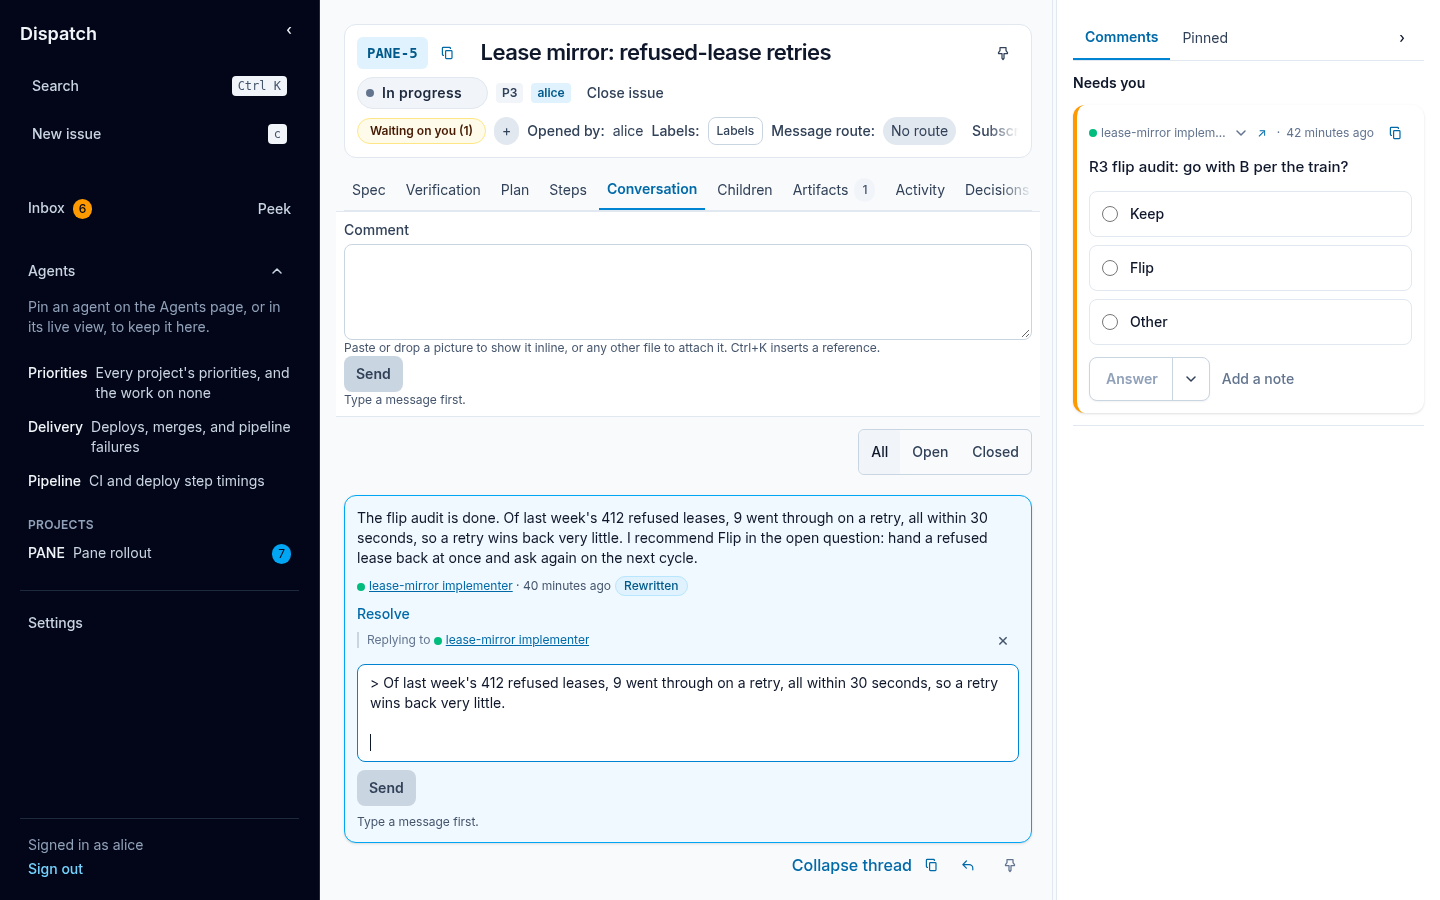 Dispatch
Search
Ctrl K
New issue
c
Inbox 6
Peek
Agents
Pin an agent on the Agents page, or in
its live view, to keep it here.
Priorities Every project's priorities, and
the work on none
Delivery Deploys, merges, and pipeline
failures
Pipeline CI and deploy step timings
PROJECTS
PANE Pane rollout 7
Settings
Signed in as alice
Sign out
PANE-5
Lease mirror: refused-lease retries
In progress
P3
alice
Close issue
Waiting on you (1)
+
Opened by: alice Labels: Labels Message route: No route Subscr
Spec
Verification
Plan
Steps
Conversation
Children
Artifacts 1
Activity
Decisions
Comment
Paste or drop a picture to show it inline, or any other file to attach it. Ctrl+K inserts a reference.
Send
Type a message first.
All
Open
Closed
The flip audit is done. Of last week's 412 refused leases, 9 went through on a retry, all within 30
seconds, so a retry wins back very little. I recommend Flip in the open question: hand a refused
lease back at once and ask again on the next cycle.
lease-mirror implementer · 40 minutes ago Rewritten
Resolve
Replying to lease-mirror implementer
> Of last week's 412 refused leases, 9 went through on a retry, all within 30 seconds, so a retry
wins back very little.
Send
Type a message first.
Collapse thread
Comments
Pinned
Needs you
lease-mirror implem... · 42 minutes ago
R3 flip audit: go with B per the train?
Keep
Flip
Other
Answer
Add a note